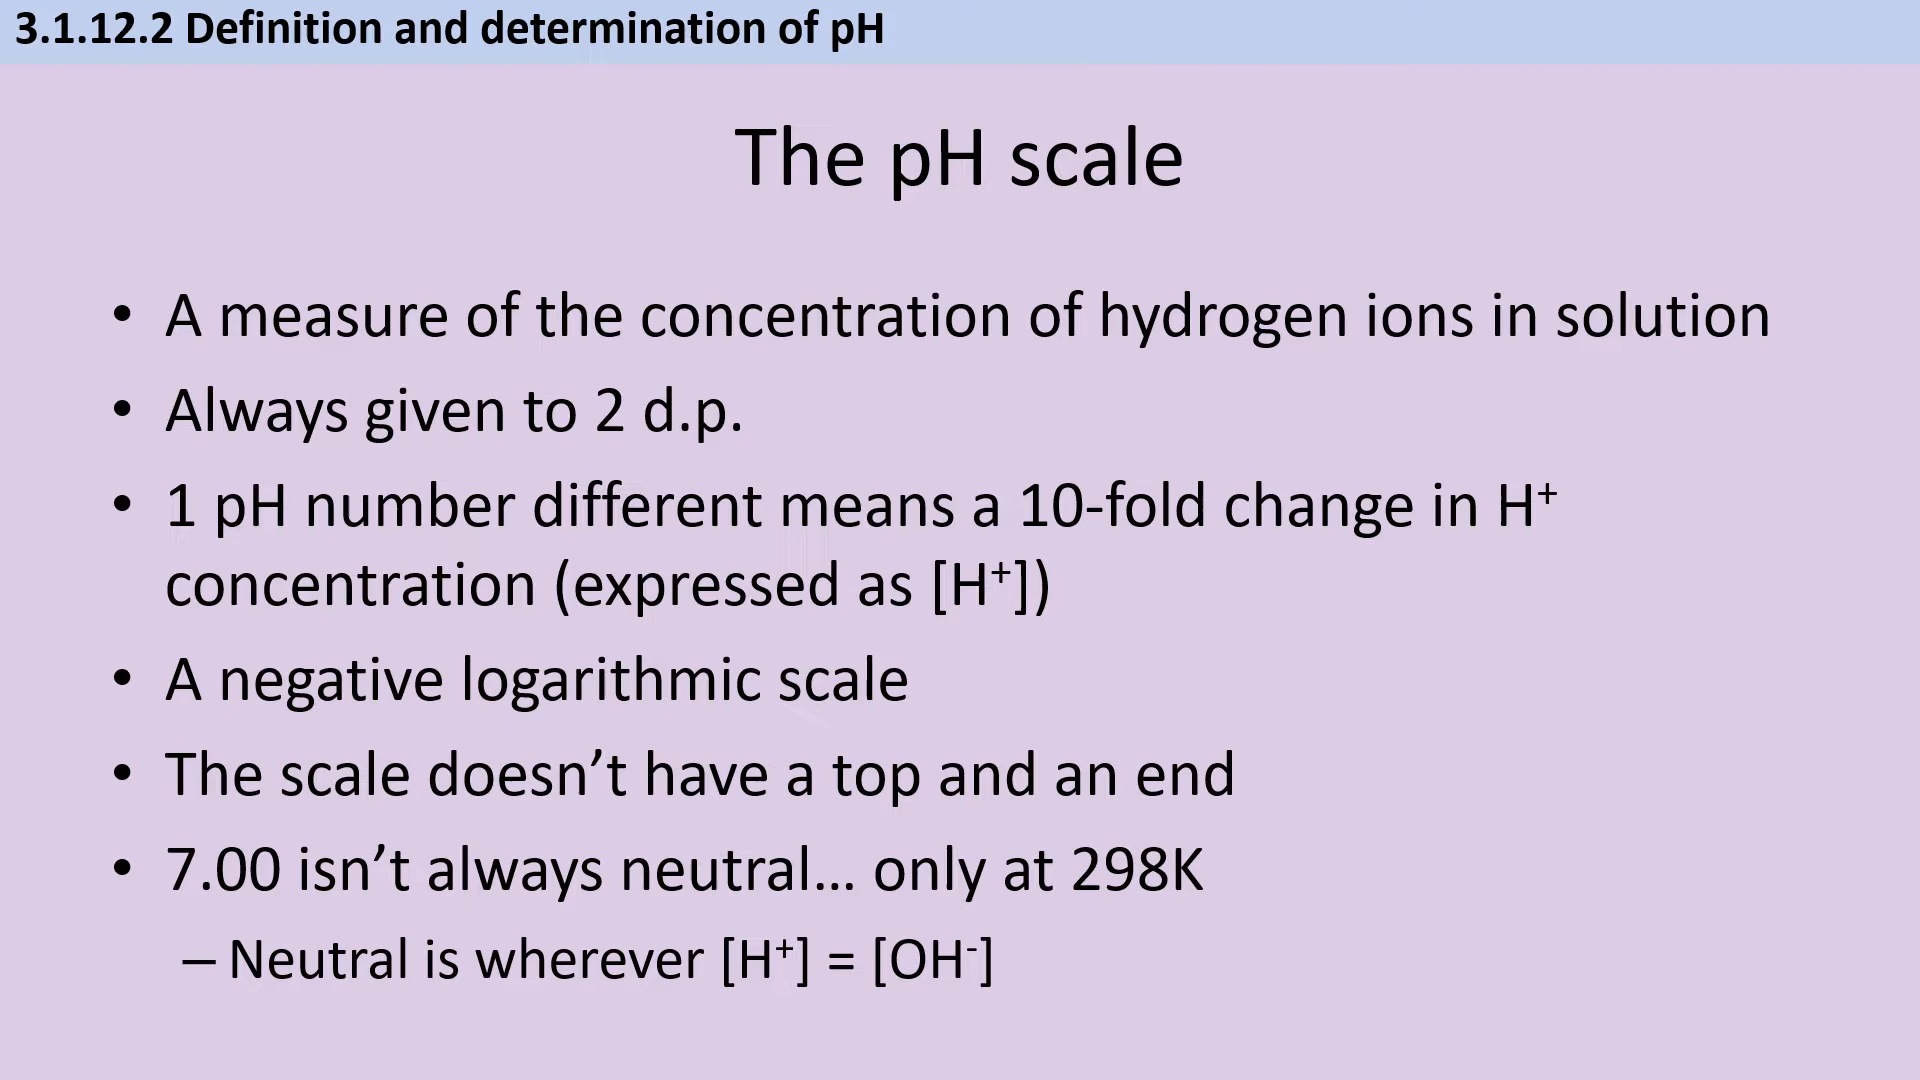 3.1.12.2 Definition and determination of pH
The pH scale
• A measure of the concentration of hydrogen ions in solution
• Always given to 2 d.p.
• 1 pH number different means a 10-fold change in H⁺
concentration (expressed as [H⁺])
• A negative logarithmic scale
• The scale doesn’t have a top and an end
• 7.00 isn’t always neutral… only at 298K
– Neutral is wherever [H⁺] = [OH⁻]